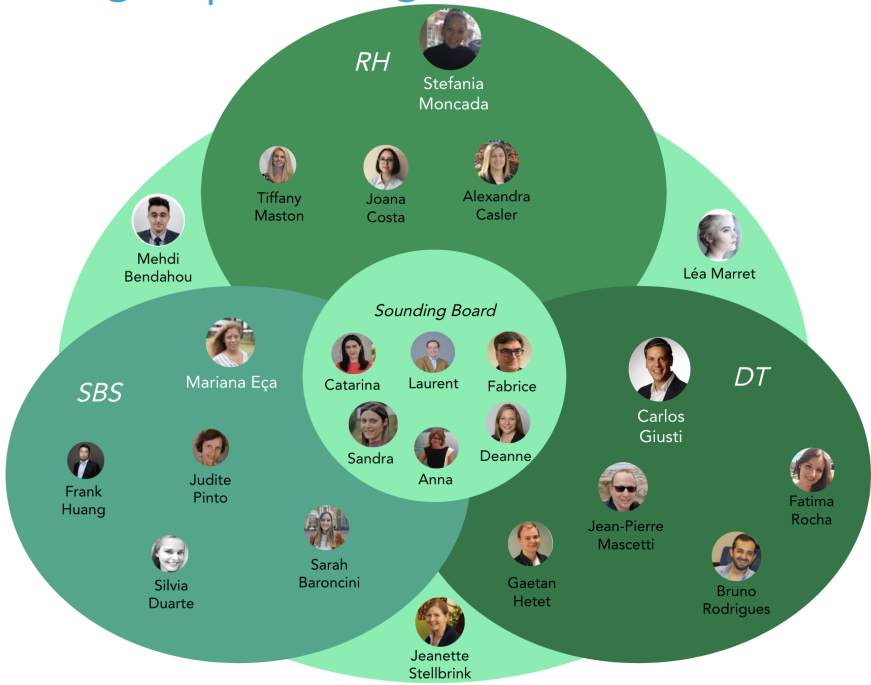 RH
Stefania
Moncada
Tiffany
Maston
Joana
Costa
Alexandra
Casler
Mehdi
Bendahou
Léa Marret
Sounding Board
Catarina
Laurent
Fabrice
Sandra
Anna
Deanne
SBS
Mariana Eça
Frank
Huang
Judite
Pinto
Silvia
Duarte
Sarah
Baroncini
DT
Carlos
Giusti
Jean-Pierre
Mascetti
Fatima
Rocha
Gaetan
Hetet
Bruno
Rodrigues
Jeanette
Stellbrink